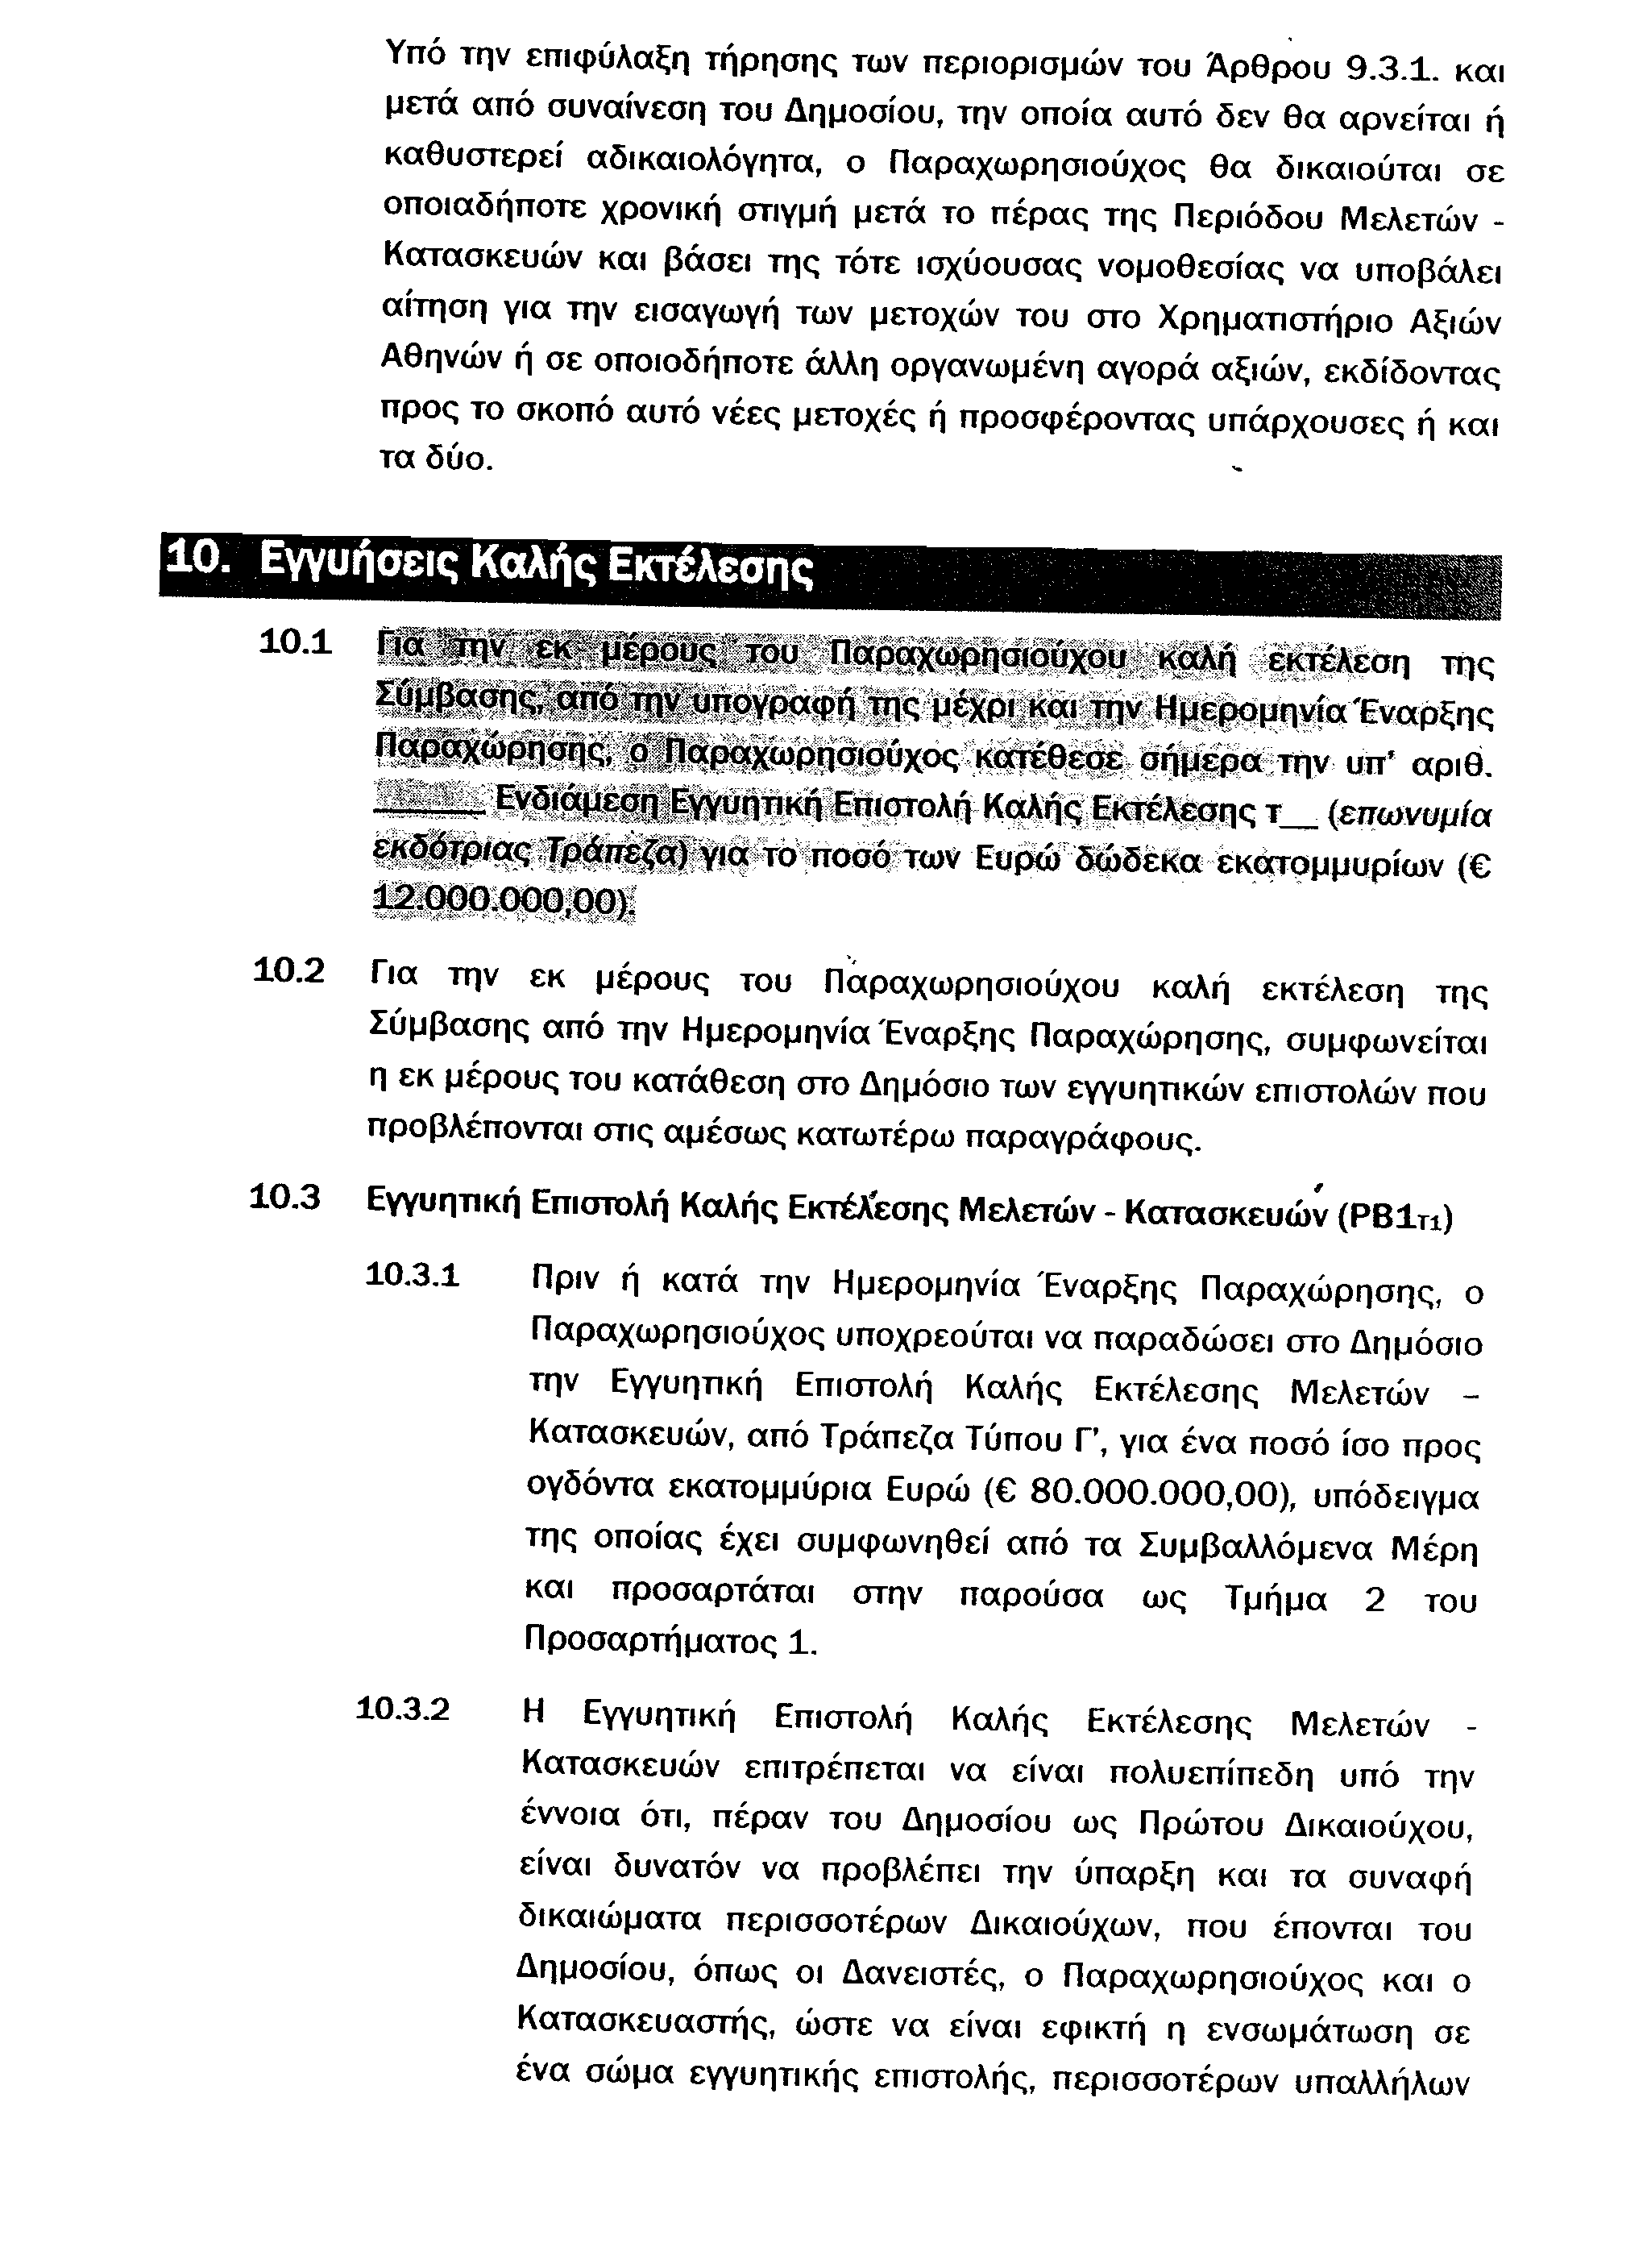 Υπό την επιφύλαξη τήρησης των περιορισμών του Άρθρου 9.3.1. και
μετά από συναίνεση του Δημοσίου, την οποία αυτό δεν θα αρνείται ή
καθυστερεί αδικαιολόγητα, ο Παραχωρησιούχος θα δικαιούται σε
οποιαδήποτε χρονική στιγμή μετά το πέρας της Περιόδου Μελετών -
Κατασκευών και βάσει της τότε ισχύουσας νομοθεσίας να υποβάλει
αίτηση για την εισαγωγή των μετοχών του στο Χρηματιστήριο Αξιών
Αθηνών ή σε οποιοδήποτε άλλη οργανωμένη αγορά αξιών, εκδίδοντας
προς το σκοπό αυτό νέες μετοχές ή προσφέροντας υπάρχουσες ή και
τα δύο.
10. Εγγυήσεις Καλής Εκτέλεσης
10.1 Για την εκ μέρους του Παραχωρησιούχου καλή εκτέλεση της
Σύμβασης, από την υπογραφή της μέχρι και την Ημερομηνία Έναρξης
Παραχώρησης, ο Παραχωρησιούχος κατέθεσε σήμερα την υπ' αριθ.
______ Ενδιάμεση Εγγυητική Επιστολή Καλής Εκτέλεσης τ__ (επωνυμία
εκδότριας Τράπεζα) για το ποσό των Ευρώ δώδεκα εκατομμυρίων (€
12.000.000,00).
10.2 Για την εκ μέρους του Παραχωρησιούχου καλή εκτέλεση της
Σύμβασης από την Ημερομηνία Έναρξης Παραχώρησης, συμφωνείται
η εκ μέρους του κατάθεση στο Δημόσιο των εγγυητικών επιστολών που
προβλέπονται στις αμέσως κατωτέρω παραγράφους.
10.3 Εγγυητική Επιστολή Καλής Εκτέλεσης Μελετών - Κατασκευών (PB1T1)
10.3.1 Πριν ή κατά την Ημερομηνία Έναρξης Παραχώρησης, ο
Παραχωρησιούχος υποχρεούται να παραδώσει στο Δημόσιο
την Εγγυητική Επιστολή Καλής Εκτέλεσης Μελετών –
Κατασκευών, από Τράπεζα Τύπου Γ', για ένα ποσό ίσο προς
ογδόντα εκατομμύρια Ευρώ (€ 80.000.000,00), υπόδειγμα
της οποίας έχει συμφωνηθεί από τα Συμβαλλόμενα Μέρη
και προσαρτάται στην παρούσα ως Τμήμα 2 του
Προσαρτήματος 1.
10.3.2 Η Εγγυητική Επιστολή Καλής Εκτέλεσης Μελετών -
Κατασκευών επιτρέπεται να είναι πολυεπίπεδη υπό την
έννοια ότι, πέραν του Δημοσίου ως Πρώτου Δικαιούχου,
είναι δυνατόν να προβλέπει την ύπαρξη και τα συναφή
δικαιώματα περισσοτέρων Δικαιούχων, που έπονται του
Δημοσίου, όπως οι Δανειστές, ο Παραχωρησιούχος και ο
Κατασκευαστής, ώστε να είναι εφικτή η ενσωμάτωση σε
ένα σώμα εγγυητικής επιστολής, περισσοτέρων υπαλλήλων